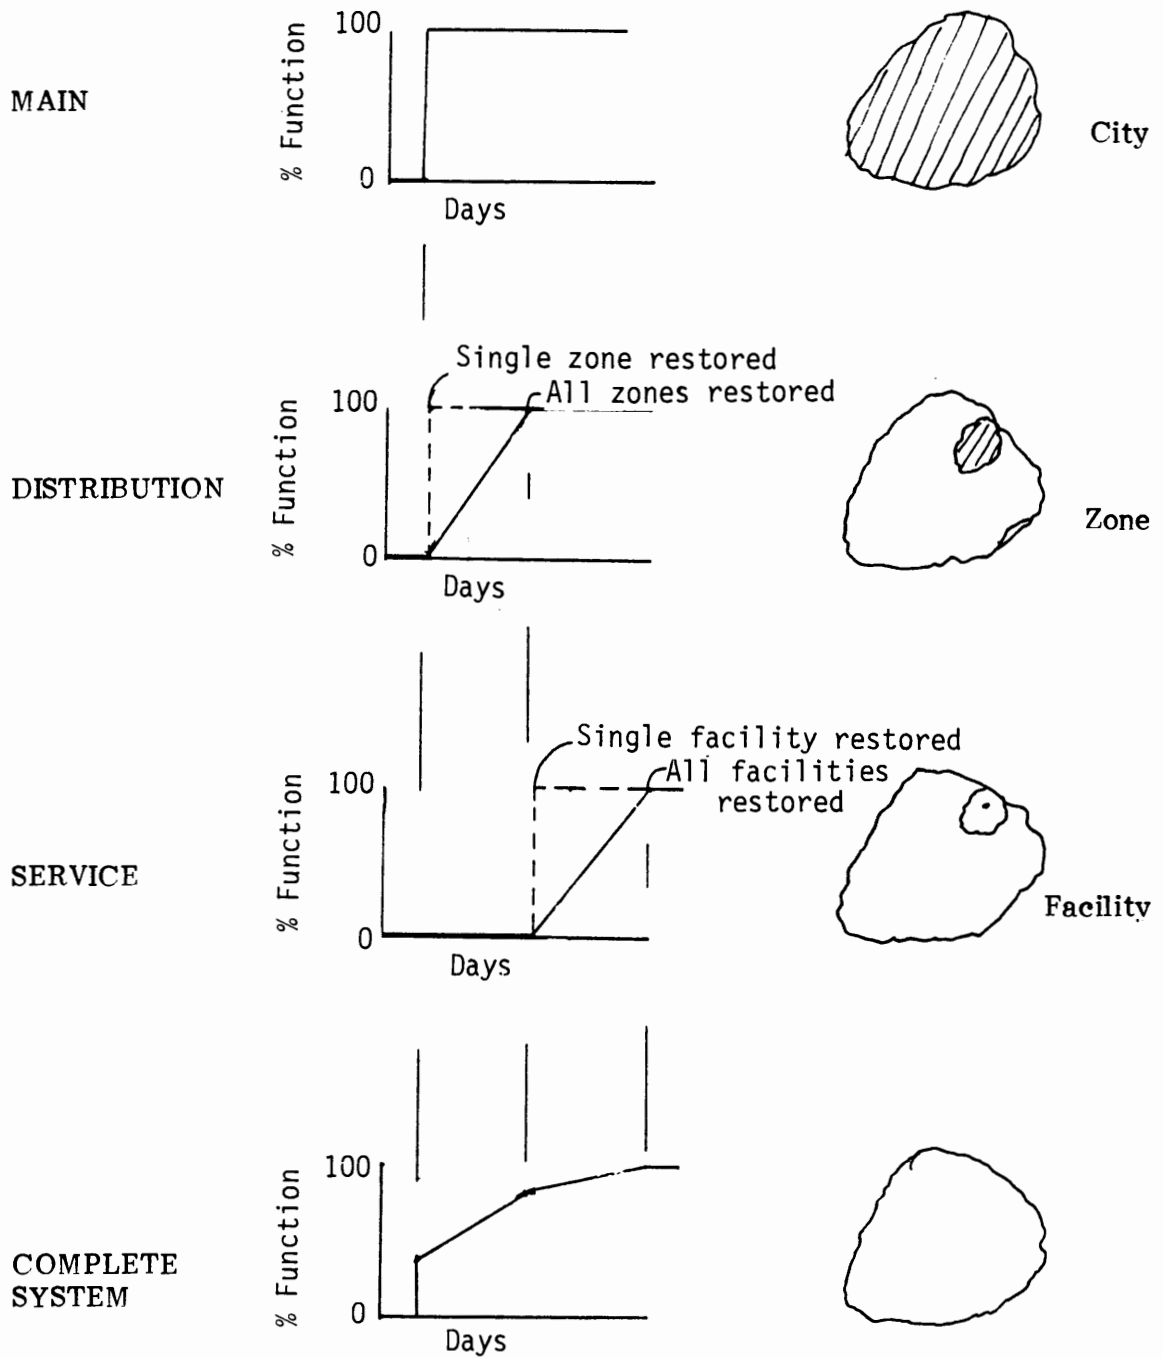 MAIN
% Function
100
0
Days
City
DISTRIBUTION
% Function
Single zone restored
All zones restored
100
0
Days
Zone
SERVICE
% Function
Single facility restored
All facilities
restored
100
0
Days
Facility
COMPLETE
SYSTEM
% Function
100
0
Days